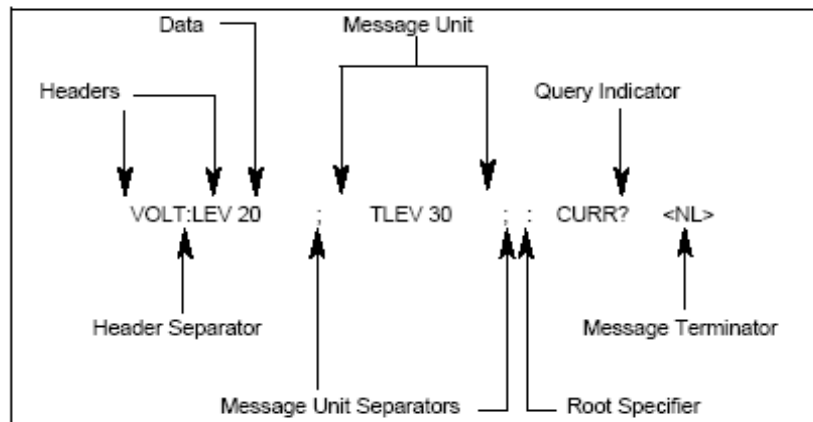 Data Message Unit
Headers Query Indicator
VOLT:LEV 20 ; TLEV 30 ; : CURR? <NL>
Header Separator Message Terminator
Message Unit Separators Root Specifier